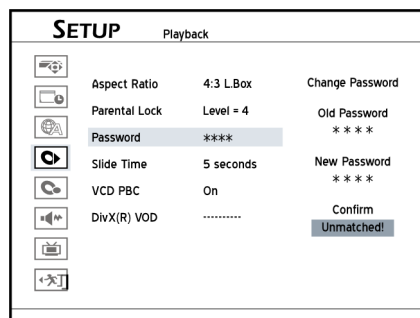 SETUP Playback
Aspect Ratio 4:3 L.Box
Parental Lock Level = 4
Password ****
Slide Time 5 seconds
VCD PBC On
DivX(R) VOD ----------
Change Password
Old Password
* * * *
New Password
* * * *
Confirm
Unmatched!